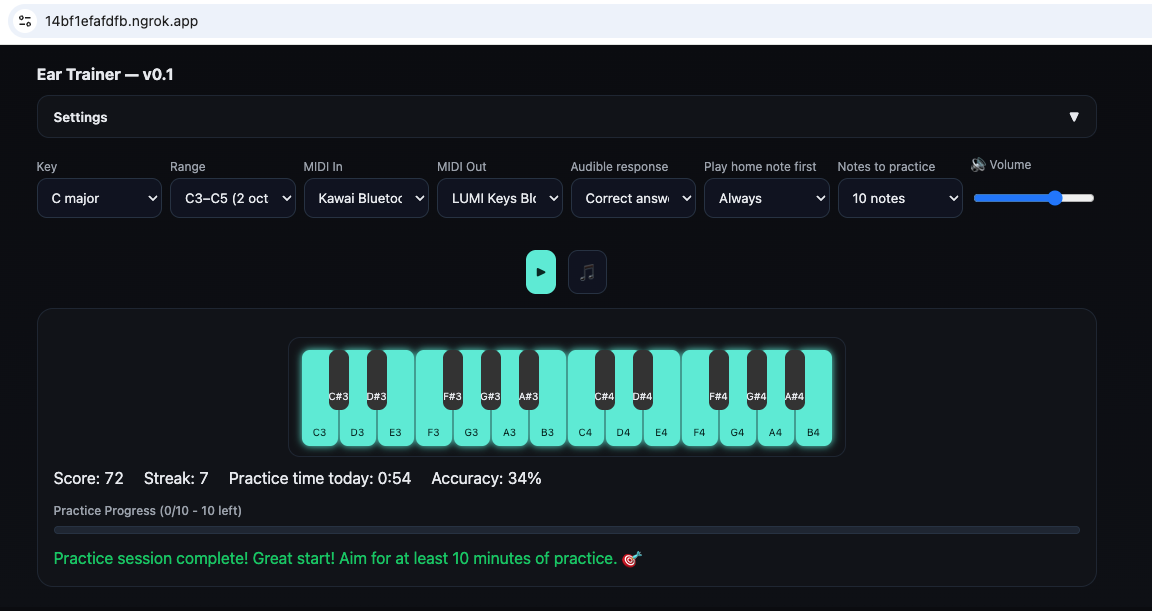 14bf1efafdfb.ngrok.app
Ear Trainer — v0.1
Settings
Key Range MIDI In MIDI Out Audible response Play home note first Notes to practice Volume
C major C3–C5 (2 oct Kawai Bluetoc LUMI Keys Blc Correct answ Always 10 notes
C#3 D#3 F#3 G#3 A#3 C#4 D#4 F#4 G#4 A#4
C3 D3 E3 F3 G3 A3 B3 C4 D4 E4 F4 G4 A4 B4
Score: 72 Streak: 7 Practice time today: 0:54 Accuracy: 34%
Practice Progress (0/10 - 10 left)
Practice session complete! Great start! Aim for at least 10 minutes of practice. 🎯